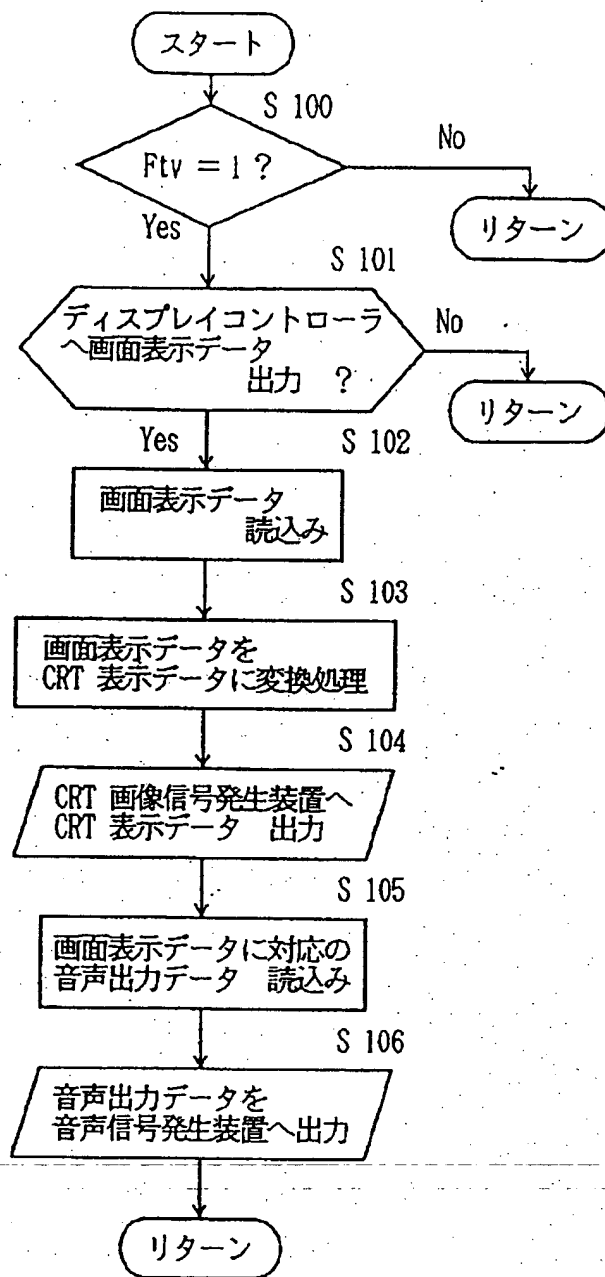 スタート
S 100
Ftv = 1 ?
No
Yes
リターン
S 101
ディスプレイコントローラ
へ画面表示データ
出力 ?
No
リターン
Yes
S 102
画面表示データ
読込み
S 103
画面表示データを
CRT 表示データに変換処理
S 104
CRT 画像信号発生装置へ
CRT 表示データ 出力
S 105
画面表示データに対応の
音声出力データ 読込み
S 106
音声出力データを
音声信号発生装置へ出力
リターン